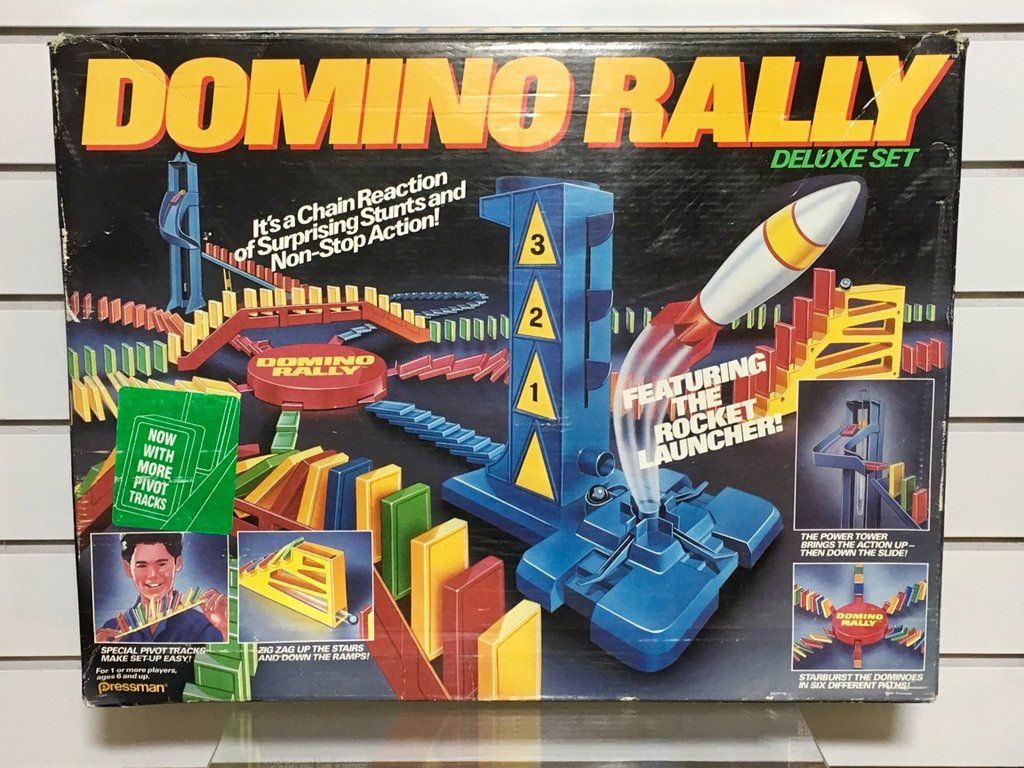 DOMINO RALLY
DELUXE SET
It's a Chain Reaction
of Surprising Stunts and
Non-Stop Action!
3
2
1
DOMINO
RALLY
FEATURING
THE
ROCKET
LAUNCHER!
NOW
WITH
MORE
PIVOT
TRACKS
THE POWER TOWER
BRINGS THE ACTION UP –
THEN DOWN THE SLIDE!
SPECIAL PIVOT TRACKS
MAKE SET-UP EASY!
ZIG ZAG UP THE STAIRS
AND DOWN THE RAMPS!
DOMINO
RALLY
STARBURST THE DOMINOES
IN SIX DIFFERENT PATHS!
For 1 or more players,
ages 6 and up.
Pressman